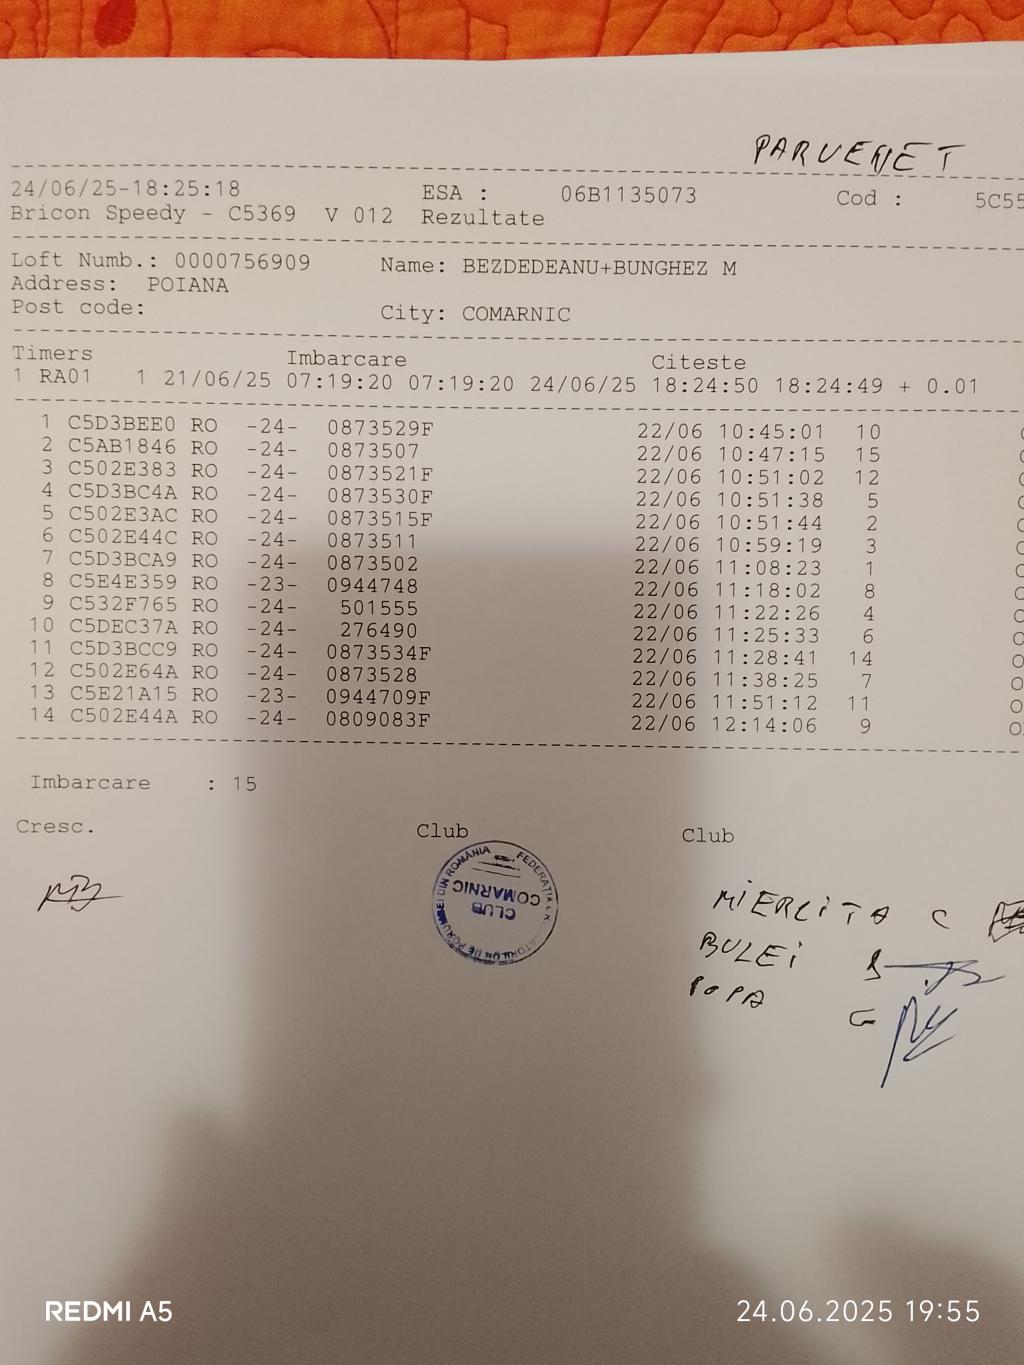 PARVENET
24/06/25-18:25:18 ESA : 06B1135073 Cod : 5C55
Bricon Speedy - C5369 V 012 Rezultate
Loft Numb.: 0000756909 Name: BEZDEDEANU+BUNGHEZ M
Address: POIANA
Post code: City: COMARNIC
Timers Imbarcare Citeste
1 RA01 1 21/06/25 07:19:20 07:19:20 24/06/25 18:24:50 18:24:49 + 0.01
1 C5D3BEE0 RO -24- 0873529F 22/06 10:45:01 10
2 C5AB1846 RO -24- 0873507 22/06 10:47:15 15
3 C502E383 RO -24- 0873521F 22/06 10:51:02 12
4 C5D3BC4A RO -24- 0873530F 22/06 10:51:38 5
5 C502E3AC RO -24- 0873515F 22/06 10:51:44 2
6 C502E44C RO -24- 0873511 22/06 10:59:19 3
7 C5D3BCA9 RO -24- 0873502 22/06 11:08:23 1
8 C5E4E359 RO -23- 0944748 22/06 11:18:02 8
9 C532F765 RO -24- 501555 22/06 11:22:26 4
10 C5DEC37A RO -24- 276490 22/06 11:25:33 6
11 C5D3BCC9 RO -24- 0873534F 22/06 11:28:41 14
12 C502E64A RO -24- 0873528 22/06 11:38:25 7
13 C5E21A15 RO -23- 0944709F 22/06 11:51:12 11
14 C502E44A RO -24- 0809083F 22/06 12:14:06 9
Imbarcare : 15
Cresc. Club Club
CLUB
COMARNIC
MIERLITA C
BULEI
POPA G
REDMI A5
24.06.2025 19:55